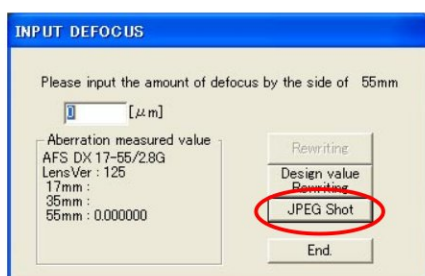 INPUT DEFOCUS
Please input the amount of defocus by the side of 55mm
0 [μm]
Aberration measured value
AFS DX 17-55/2.8G
LensVer : 125
17mm :
35mm :
55mm : 0.000000
Rewriting
Design value
Rewriting
JPEG Shot
End.